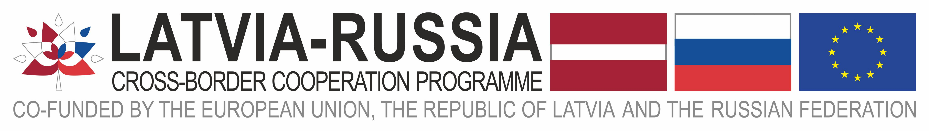 LATVIA-RUSSIA
CROSS-BORDER COOPERATION PROGRAMME
CO-FUNDED BY THE EUROPEAN UNION, THE REPUBLIC OF LATVIA AND THE RUSSIAN FEDERATION